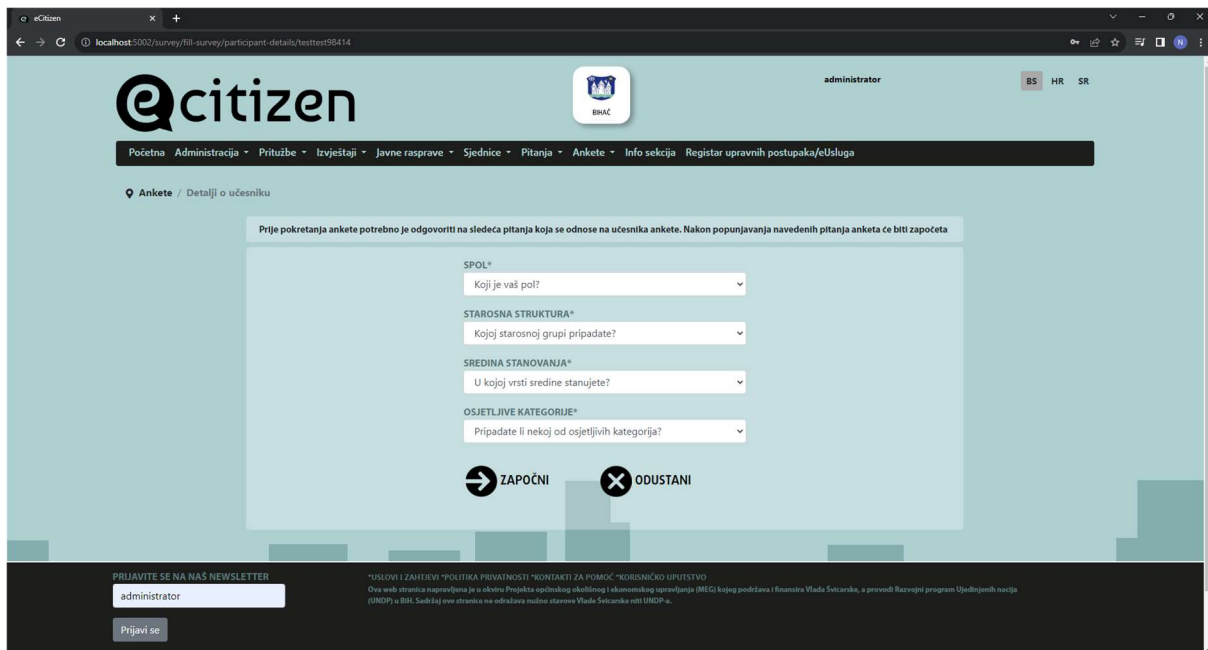 eCitizen
localhost:5002/survey/fill-survey/participant-details/testtest98414
N
ecitizen
BIHAĆ
administrator
BS HR SR
Početna Administracija Pritužbe Izvještaji Javne rasprave Sjednice Pitanja Ankete Info sekcija Registar upravnih postupaka/eUsluga
Ankete / Detalji o učesniku
Prije pokretanja ankete potrebno je odgovoriti na sledeća pitanja koja se odnose na učesnika ankete. Nakon popunjavanja navedenih pitanja anketa će biti započeta
SPOL*
Koji je vaš pol?
STAROSNA STRUKTURA*
Kojoj starosnoj grupi pripadate?
SREDINA STANOVANJA*
U kojoj vrsti sredine stanujete?
OSJETLJIVE KATEGORIJE*
Pripadate li nekoj od osjetljivih kategorija?
ZAPOČNI ODUSTANI
PRIJAVITE SE NA NAŠ NEWSLETTER
administrator
Prijavi se
*USLOVI I ZAHTJEVI *POLITIKA PRIVATNOSTI *KONTAKTI ZA POMOĆ *KORISNIČKO UPUTSTVO
Ova web stranica napravljena je u okviru Projekta općinskog okolišnog i ekonomskog upravljanja (MEG) kojeg podržava i finansira Vlada Švicarske, a provodi Razvojni program Ujedinjenih nacija
(UNDP) u BiH. Sadržaj ove stranice ne odražava nužno stavove Vlade Švicarske niti UNDP-a.